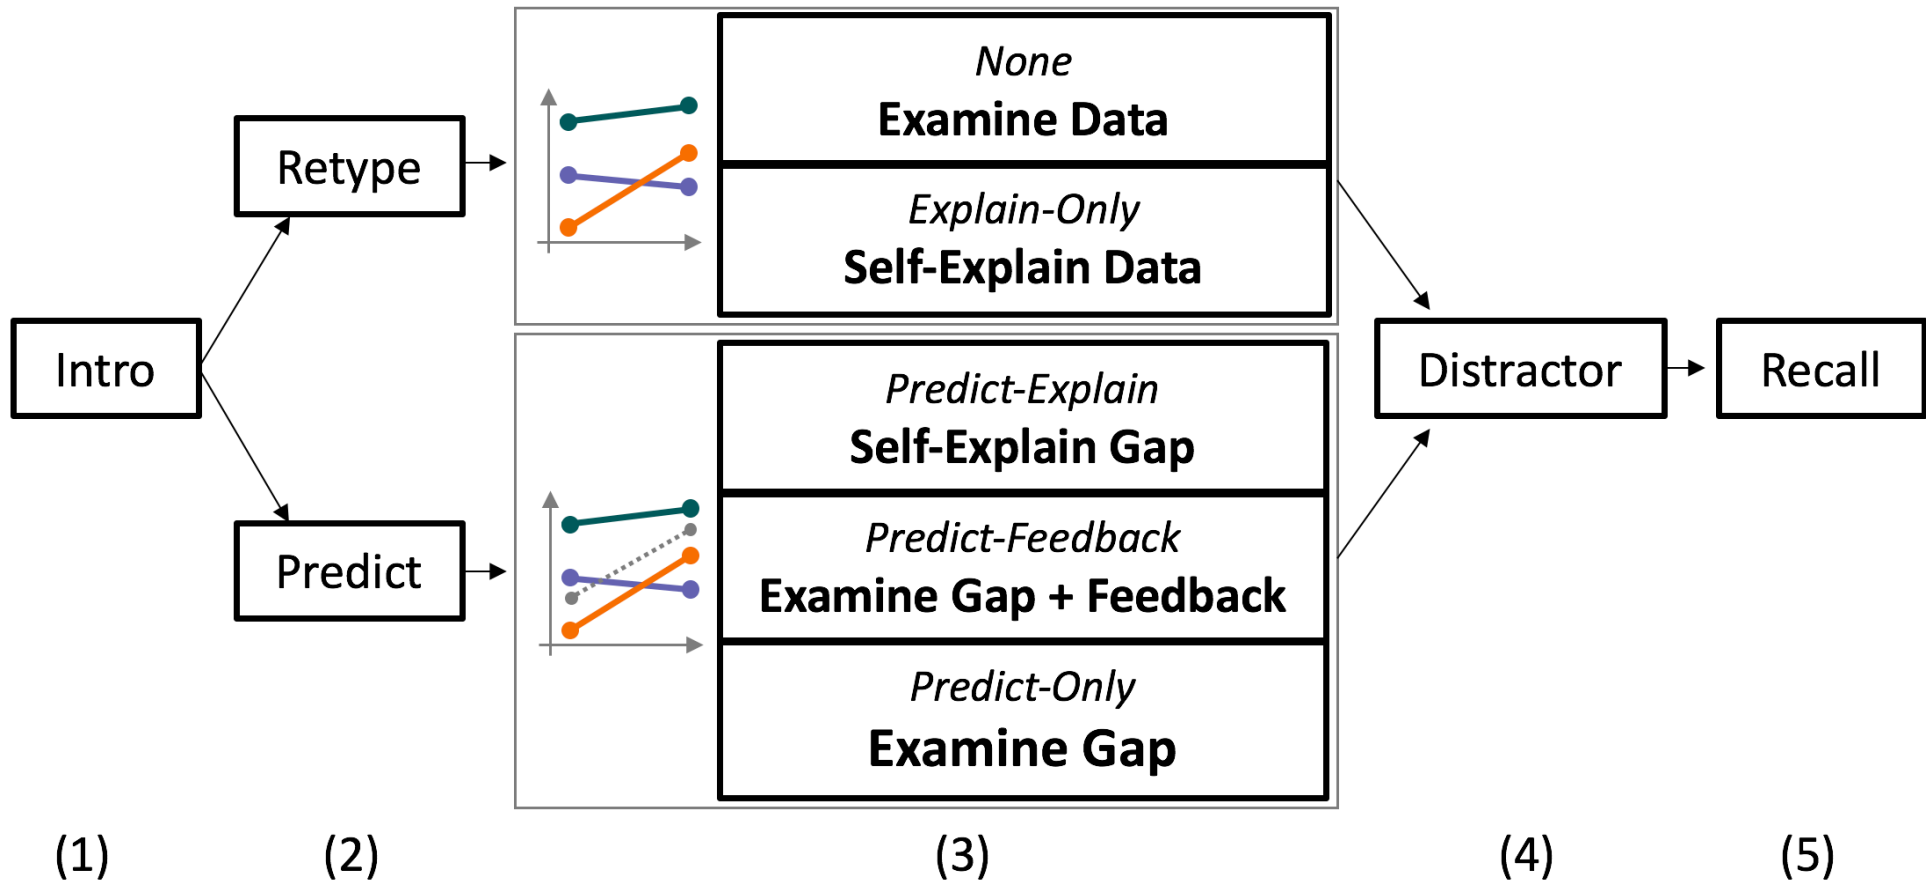 Intro
Retype
Predict
None
Examine Data
Explain-Only
Self-Explain Data
Predict-Explain
Self-Explain Gap
Predict-Feedback
Examine Gap + Feedback
Predict-Only
Examine Gap
Distractor
Recall
(1)
(2)
(3)
(4)
(5)